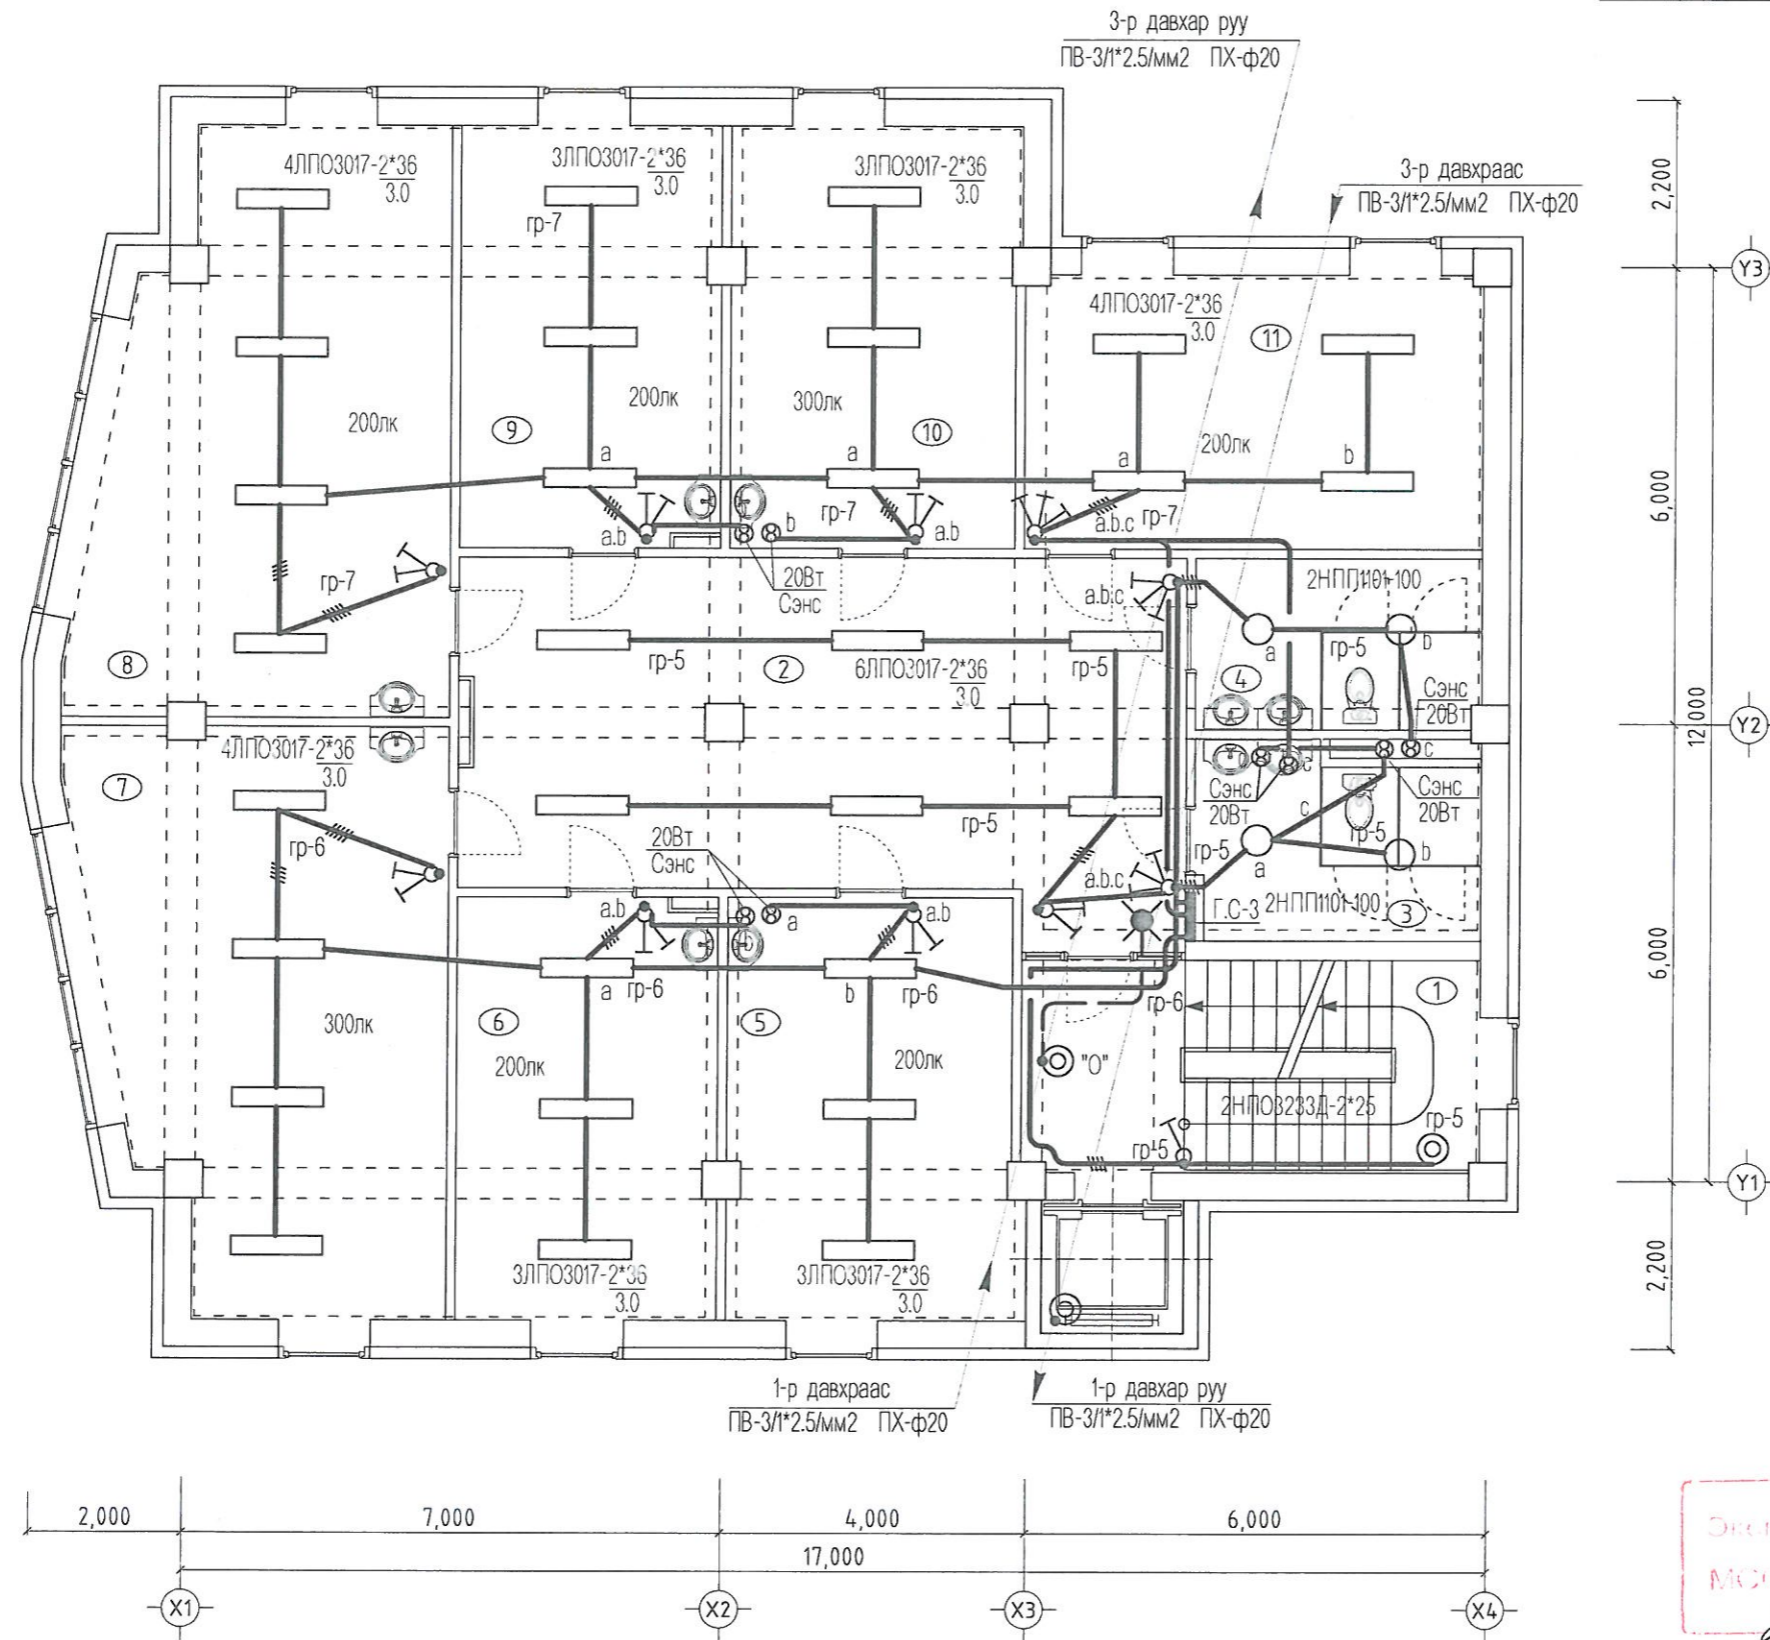 3-р давхар руу
ПВ-3/1*2.5/мм2 ПХ-ф20
3-р давхраас
ПВ-3/1*2.5/мм2 ПХ-ф20
4ЛПО3017-2*36
3.0
3ЛПО3017-2*36
3.0
3ЛПО3017-2*36
3.0
гр-7
4ЛПО3017-2*36
3.0
11
200лк
9
200лк
300лк
10
200лк
a
a
a
b
a.b
b
гр-7
a.b
a.b.c
гр-7
20Вт
Сэнс
гр-7
a.b.c
2НПП1101-100
a
гр-5
b
8
гр-5
2
6ЛПО3017-2*36
3.0
гр-5
4
Сэнс
20Вт
4ЛПО3017-2*36
3.0
7
c
c
Сэнс
20Вт
Сэнс
20Вт
c
гр-5
гр-6
гр-5
20Вт
Сэнс
гр-5
a
b
a.b
a
a.b
a.b.c
Г.С-3
2НПП1101-100
3
a
гр-6
b
гр-6
гр-6
1
300лк
6
5
200лк
200лк
"О"
2НПО3233Д-2*25
гр-5
гр-5
3ЛПО3017-2*36
3.0
3ЛПО3017-2*36
3.0
1-р давхраас
ПВ-3/1*2.5/мм2 ПХ-ф20
1-р давхар руу
ПВ-3/1*2.5/мм2 ПХ-ф20
2,200
6,000
12,000
6,000
2,200
Y3
Y2
Y1
2,000
7,000
4,000
6,000
17,000
X1
X2
X3
X4